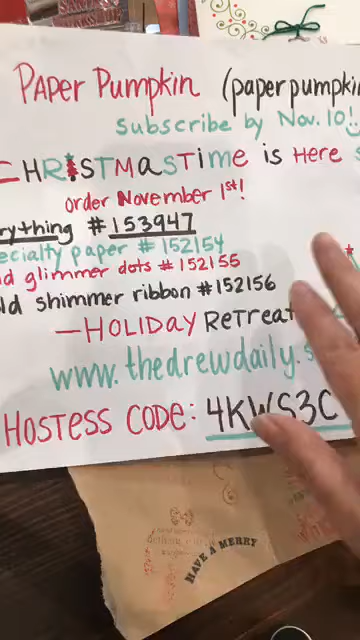 PAPER PUMPKIN (paperpumpkin
Subscribe by Nov. 10!
CHRISTMASTIME is HERE
order November 1st!
rything #153947
ecialty paper #152154
d glimmer dots #152155
ld shimmer ribbon #152156
—HOLIDAY ReTReaT
www.thedrewdaily.s
HOSTESS CODE: 4KWS3C
HAVE A MERRY